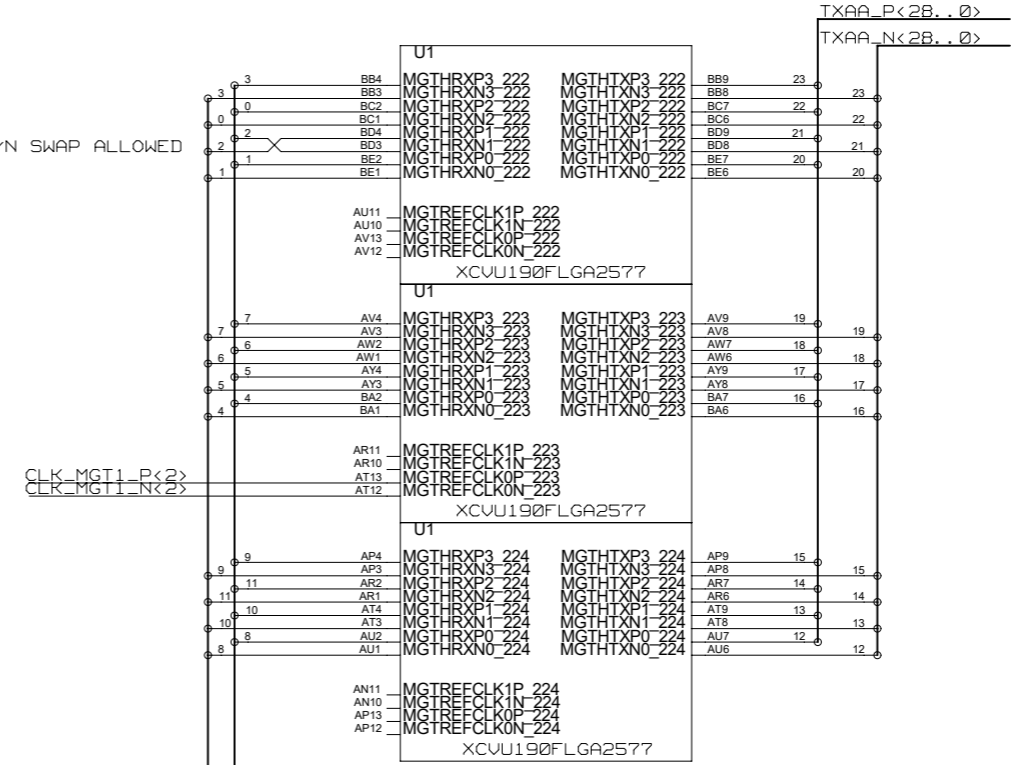 TXAA_P<28..0>
TXAA_N<28..0>
U1
3 BB4 MGTHRXP3_222 MGTHTXP3_222 BB9 23
3 BB3 MGTHRXN3_222 MGTHTXN3_222 BB8 23
0 BC2 MGTHRXP2_222 MGTHTXP2_222 BC7 22
0 BC1 MGTHRXN2_222 MGTHTXN2_222 BC6 22
2 BD4 MGTHRXP1_222 MGTHTXP1_222 BD9 21
N SWAP ALLOWED 2 BD3 MGTHRXN1_222 MGTHTXN1_222 BD8 21
1 BE2 MGTHRXP0_222 MGTHTXP0_222 BE7 20
1 BE1 MGTHRXN0_222 MGTHTXN0_222 BE6 20
AU11 MGTREFCLK1P_222
AU10 MGTREFCLK1N_222
AV13 MGTREFCLK0P_222
AV12 MGTREFCLK0N_222
XCVU190FLGA2577
U1
7 AV4 MGTHRXP3_223 MGTHTXP3_223 AV9 19
7 AV3 MGTHRXN3_223 MGTHTXN3_223 AV8 19
6 AW2 MGTHRXP2_223 MGTHTXP2_223 AW7 18
6 AW1 MGTHRXN2_223 MGTHTXN2_223 AW6 18
5 AY4 MGTHRXP1_223 MGTHTXP1_223 AY9 17
5 AY3 MGTHRXN1_223 MGTHTXN1_223 AY8 17
4 BA2 MGTHRXP0_223 MGTHTXP0_223 BA7 16
4 BA1 MGTHRXN0_223 MGTHTXN0_223 BA6 16
AR11 MGTREFCLK1P_223
AR10 MGTREFCLK1N_223
CLK_MGT1_P<2> AT13 MGTREFCLK0P_223
CLK_MGT1_N<2> AT12 MGTREFCLK0N_223
XCVU190FLGA2577
U1
9 AP4 MGTHRXP3_224 MGTHTXP3_224 AP9 15
9 AP3 MGTHRXN3_224 MGTHTXN3_224 AP8 15
11 AR2 MGTHRXP2_224 MGTHTXP2_224 AR7 14
11 AR1 MGTHRXN2_224 MGTHTXN2_224 AR6 14
10 AT4 MGTHRXP1_224 MGTHTXP1_224 AT9 13
10 AT3 MGTHRXN1_224 MGTHTXN1_224 AT8 13
8 AU2 MGTHRXP0_224 MGTHTXP0_224 AU7 12
8 AU1 MGTHRXN0_224 MGTHTXN0_224 AU6 12
AN11 MGTREFCLK1P_224
AN10 MGTREFCLK1N_224
AP13 MGTREFCLK0P_224
AP12 MGTREFCLK0N_224
XCVU190FLGA2577